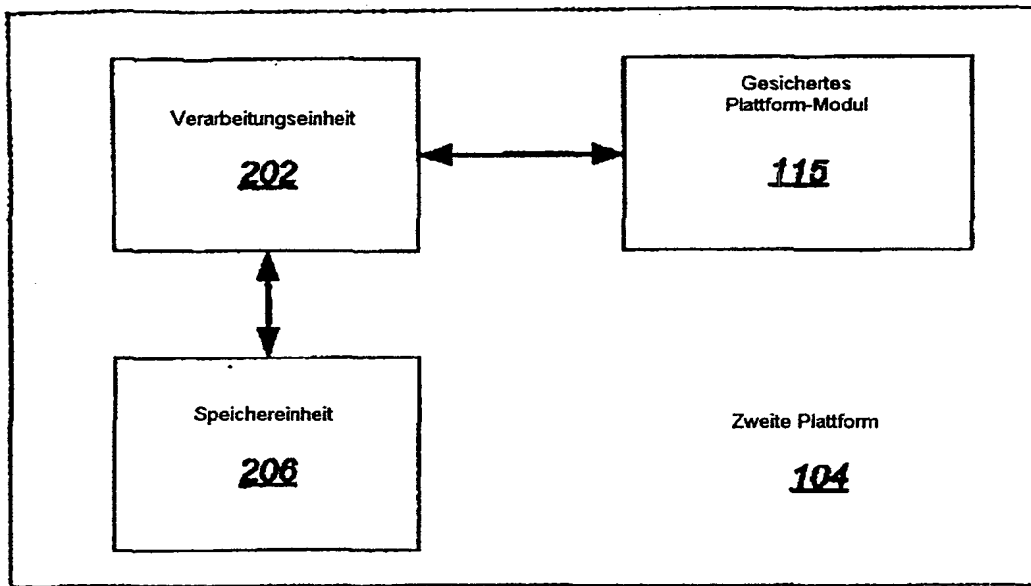 Verarbeitungseinheit
202
Gesichertes
Plattform-Modul
115
Speichereinheit
206
Zweite Plattform
104